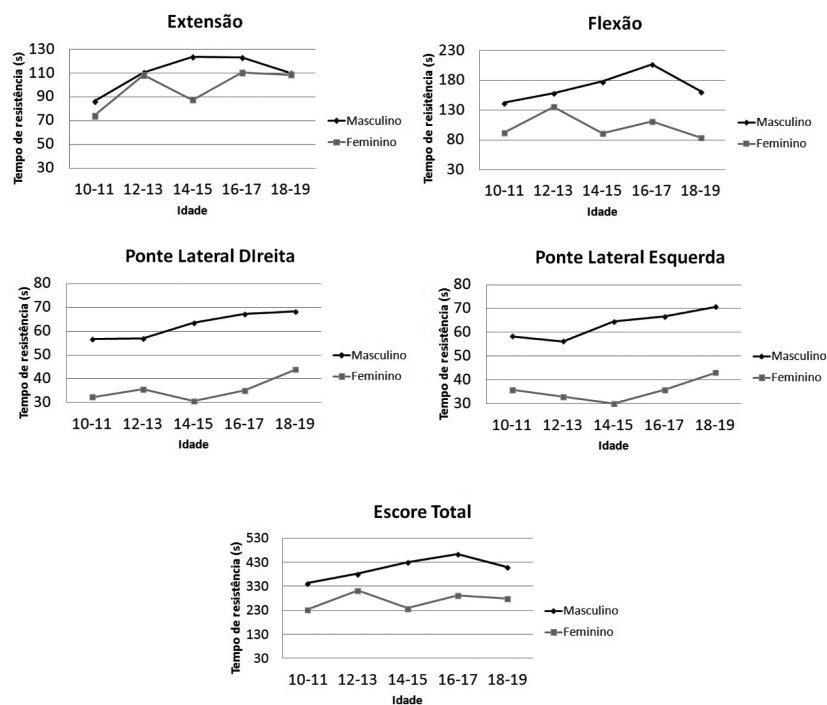 Extensão
Tempo de resistência (s)
130
110
90
70
50
30
10-11 12-13 14-15 16-17 18-19
Idade
Masculino
Feminino
Flexão
Tempo de resisitência (s)
230
180
130
80
30
10-11 12-13 14-15 16-17 18-19
Idade
Masculino
Feminino
Ponte Lateral DIreita
Tempo de resistência (s)
80
70
60
50
40
30
10-11 12-13 14-15 16-17 18-19
Idade
Masculino
Feminino
Ponte Lateral Esquerda
Tempo de resistência (s)
80
70
60
50
40
30
10-11 12-13 14-15 16-17 18-19
Idade
Masculino
Feminino
Escore Total
Tempo de resistência (s)
530
430
330
230
130
30
10-11 12-13 14-15 16-17 18-19
Idade
Masculino
Feminino